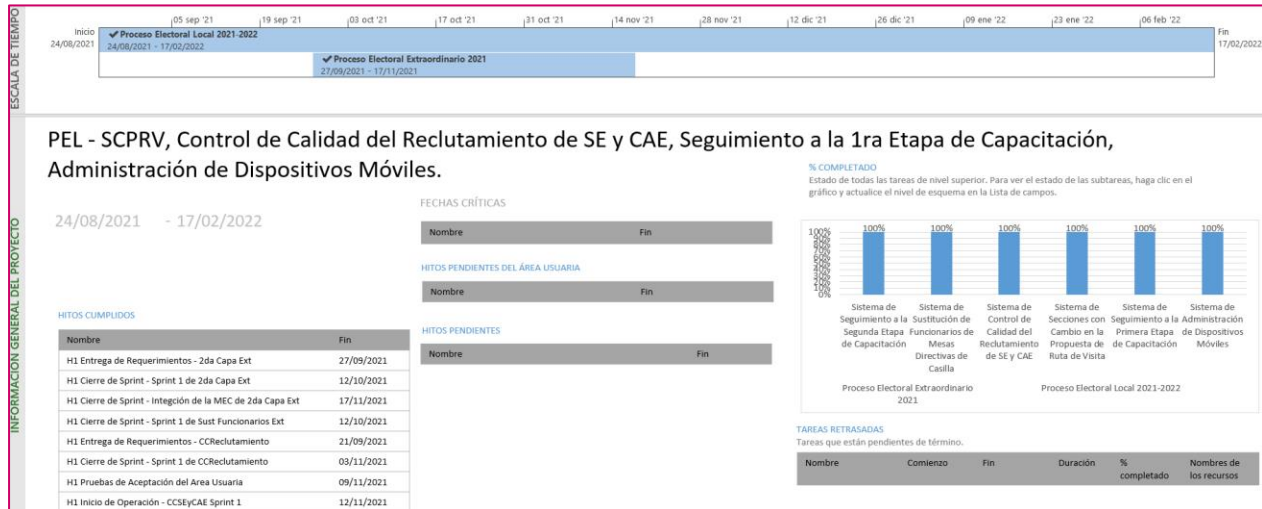 ESCALA DE TIEMPO
05 sep '21 19 sep '21 03 oct '21 17 oct '21 31 oct '21 14 nov '21 28 nov '21 12 dic '21 26 dic '21 09 ene '22 23 ene '22 06 feb '22
Inicio
24/08/2021
Proceso Electoral Local 2021-2022
24/08/2021 - 17/02/2022
Proceso Electoral Extraordinario 2021
27/09/2021 - 17/11/2021
Fin
17/02/2022
INFORMACION GENERAL DEL PROYECTO
PEL - SCPRV, Control de Calidad del Reclutamiento de SE y CAE, Seguimiento a la 1ra Etapa de Capacitación,
Administración de Dispositivos Móviles.
24/08/2021 - 17/02/2022
HITOS CUMPLIDOS
Nombre Fin
H1 Entrega de Requerimientos - 2da Capa Ext 27/09/2021
H1 Cierre de Sprint - Sprint 1 de 2da Capa Ext 12/10/2021
H1 Cierre de Sprint - Integción de la MEC de 2da Capa Ext 17/11/2021
H1 Cierre de Sprint - Sprint 1 de Sust Funcionarios Ext 12/10/2021
H1 Entrega de Requerimientos - CCReclutamiento 21/09/2021
H1 Cierre de Sprint - Sprint 1 de CCReclutamiento 03/11/2021
H1 Pruebas de Aceptación del Area Usuaria 09/11/2021
H1 Inicio de Operación - CCSEyCAE Sprint 1 12/11/2021
FECHAS CRÍTICAS
Nombre Fin
HITOS PENDIENTES DEL ÁREA USUARIA
Nombre Fin
HITOS PENDIENTES
Nombre Fin
% COMPLETADO
Estado de todas las tareas de nivel superior. Para ver el estado de las subtareas, haga clic en el
gráfico y actualice el nivel de esquema en la Lista de campos.
100% 100% 100% 100% 100% 100%
100%
90%
80%
70%
60%
50%
40%
30%
20%
10%
0%
Sistema de Seguimiento a la Segunda Etapa de Capacitación
Sistema de Sustitución de Funcionarios de Mesas Directivas de Casilla
Sistema de Control de Calidad del Reclutamiento de SE y CAE
Sistema de Secciones con Cambio en la Propuesta de Ruta de Visita
Sistema de Seguimiento a la Primera Etapa de Capacitación
Sistema de Administración de Dispositivos Móviles
Proceso Electoral Extraordinario 2021
Proceso Electoral Local 2021-2022
TAREAS RETRASADAS
Tareas que están pendientes de término.
Nombre Comienzo Fin Duración % completado Nombres de los recursos